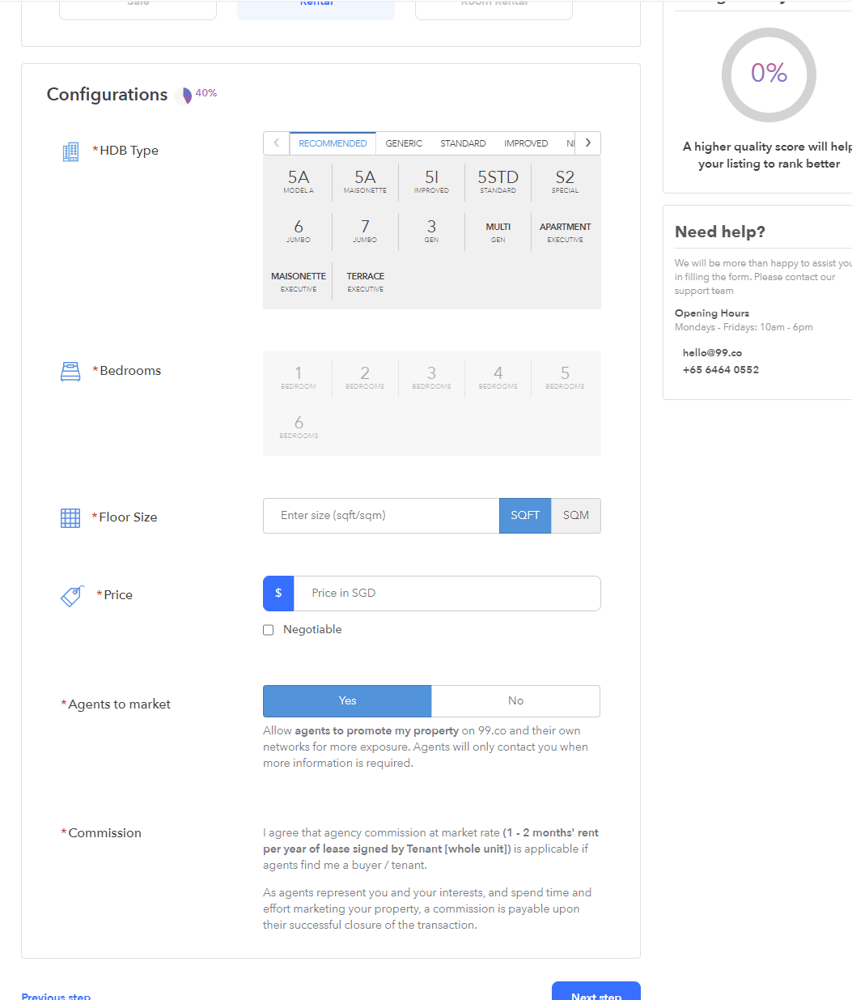 Sale
Rental
Room Rental
Configurations 40%
*HDB Type
RECOMMENDED GENERIC STANDARD IMPROVED
5A 5A 5I 5STD S2
MODEL A MAISONETTE IMPROVED STANDARD SPECIAL
6 7 3 MULTI APARTMENT
JUMBO JUMBO GEN GEN EXECUTIVE
MAISONETTE TERRACE
EXECUTIVE EXECUTIVE
*Bedrooms
1 2 3 4 5
BEDROOM BEDROOMS BEDROOMS BEDROOMS BEDROOMS
6
BEDROOMS
*Floor Size
Enter size (sqft/sqm) SQFT SQM
*Price
$ Price in SGD
Negotiable
*Agents to market
Yes No
Allow agents to promote my property on 99.co and their own
networks for more exposure. Agents will only contact you when
more information is required.
*Commission
I agree that agency commission at market rate (1 - 2 months' rent
per year of lease signed by Tenant [whole unit]) is applicable if
agents find me a buyer / tenant.
As agents represent you and your interests, and spend time and
effort marketing your property, a commission is payable upon
their successful closure of the transaction.
Previous step
Next step
0%
A higher quality score will help
your listing to rank better
Need help?
We will be more than happy to assist you
in filling the form. Please contact our
support team
Opening Hours
Mondays - Fridays: 10am - 6pm
hello@99.co
+65 6464 0552